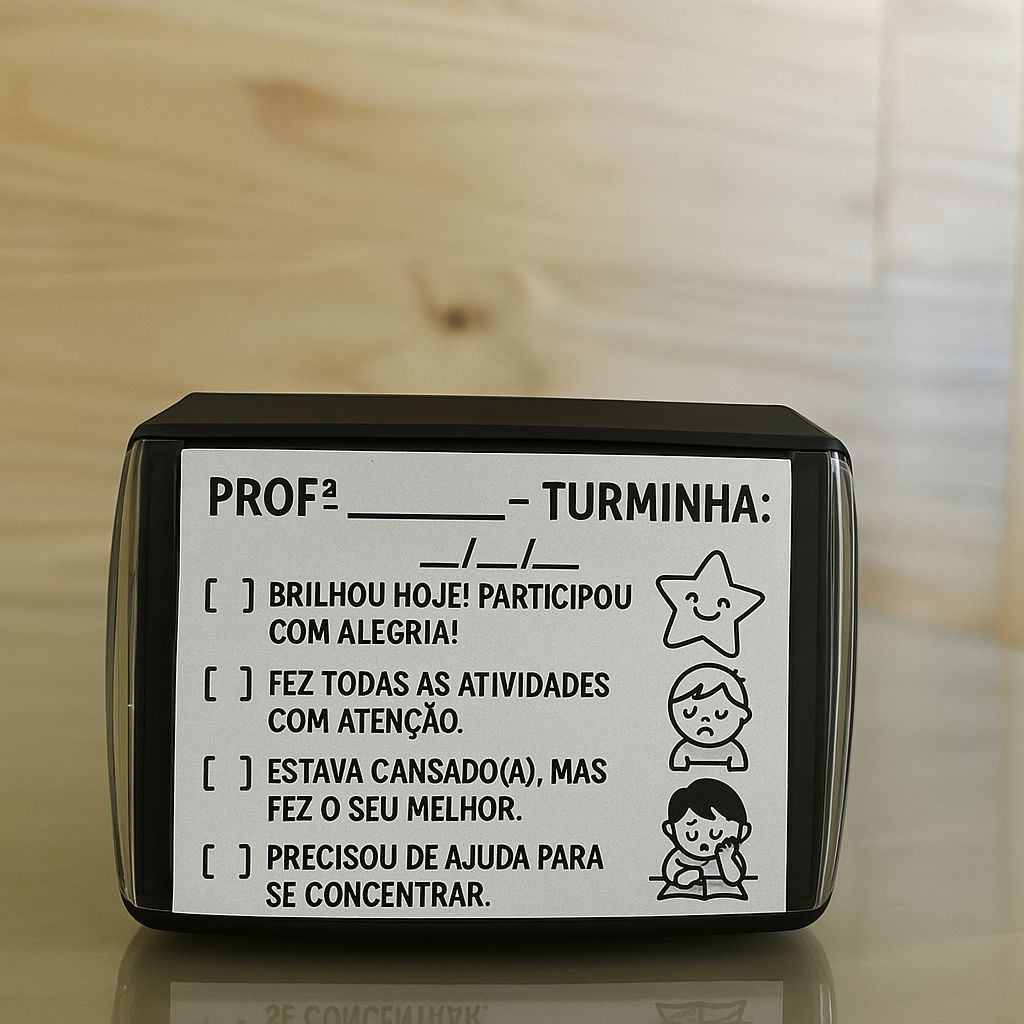 PROFª ______ – TURMINHA:
__/__/__
[ ] BRILHOU HOJE! PARTICIPOU
COM ALEGRIA!
[ ] FEZ TODAS AS ATIVIDADES
COM ATENÇÃO.
[ ] ESTAVA CANSADO(A), MAS
FEZ O SEU MELHOR.
[ ] PRECISOU DE AJUDA PARA
SE CONCENTRAR.